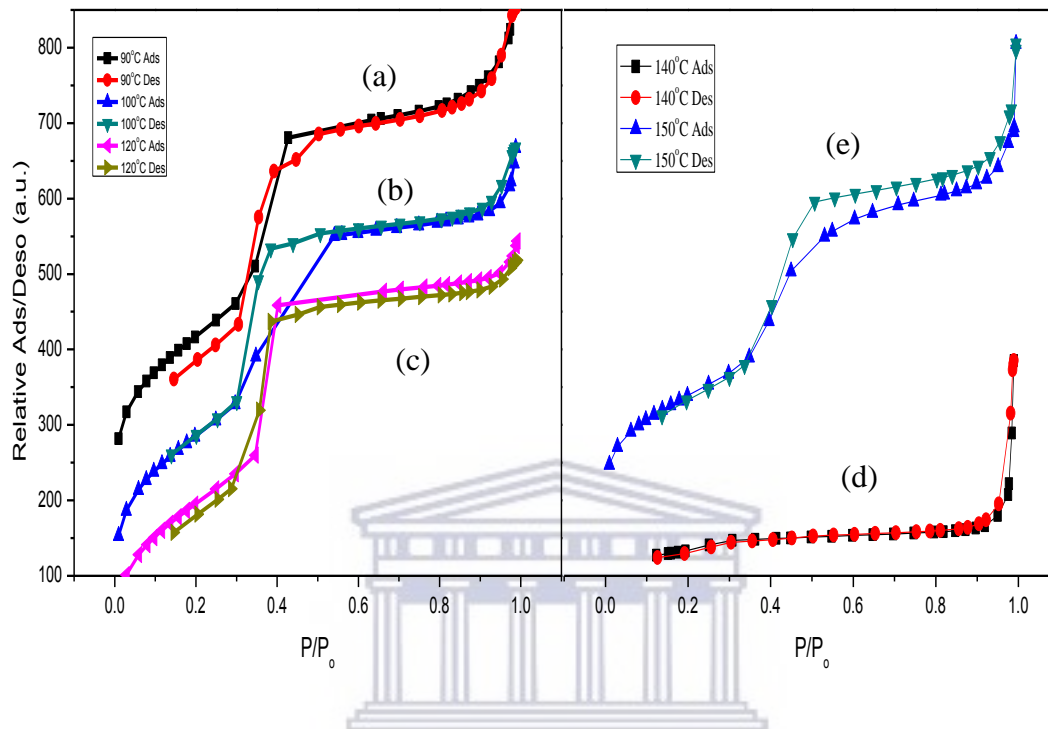 Relative Ads/Deso (a.u.)
800
700
600
500
400
300
200
100
90°C Ads
90°C Des
100°C Ads
100°C Des
120°C Ads
120°C Des
(a)
(b)
(c)
0.0 0.2 0.4 0.6 0.8 1.0
P/Po
140°C Ads
140°C Des
150°C Ads
150°C Des
(e)
(d)
0.0 0.2 0.4 0.6 0.8 1.0
P/Po